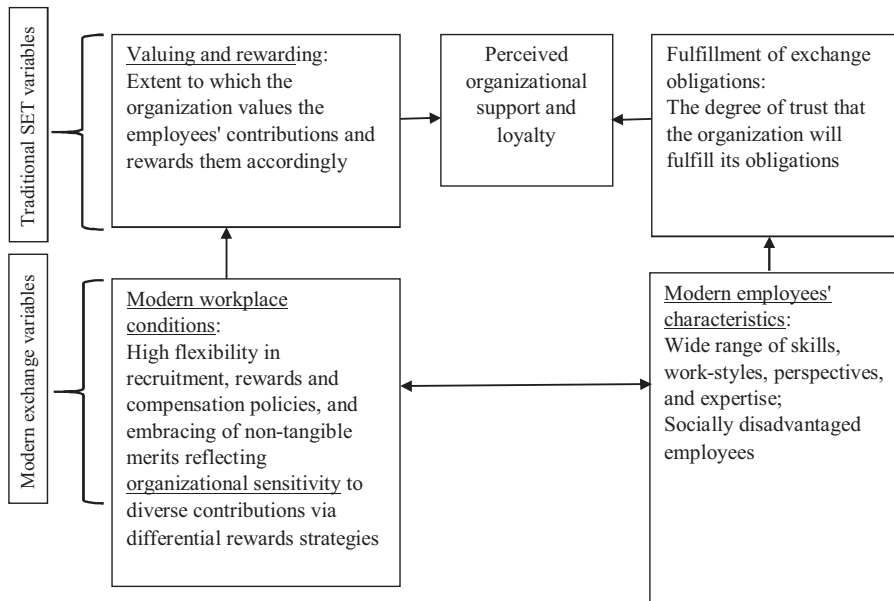 Traditional SET variables
Valuing and rewarding:
Extent to which the
organization values the
employees' contributions and
rewards them accordingly
Perceived
organizational
support and
loyalty
Fulfillment of exchange
obligations:
The degree of trust that
the organization will
fulfill its obligations
Modern exchange variables
Modern workplace
conditions:
High flexibility in
recruitment, rewards and
compensation policies, and
embracing of non-tangible
merits reflecting
organizational sensitivity to
diverse contributions via
differential rewards strategies
Modern employees'
characteristics:
Wide range of skills,
work-styles, perspectives,
and expertise;
Socially disadvantaged
employees